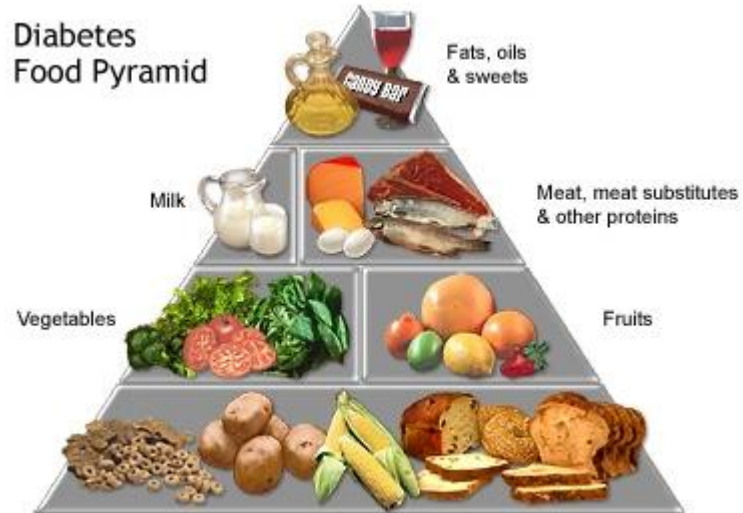 Diabetes
Food Pyramid
Fats, oils
& sweets
CANDY BAR
Milk
Meat, meat substitutes
& other proteins
Vegetables
Fruits